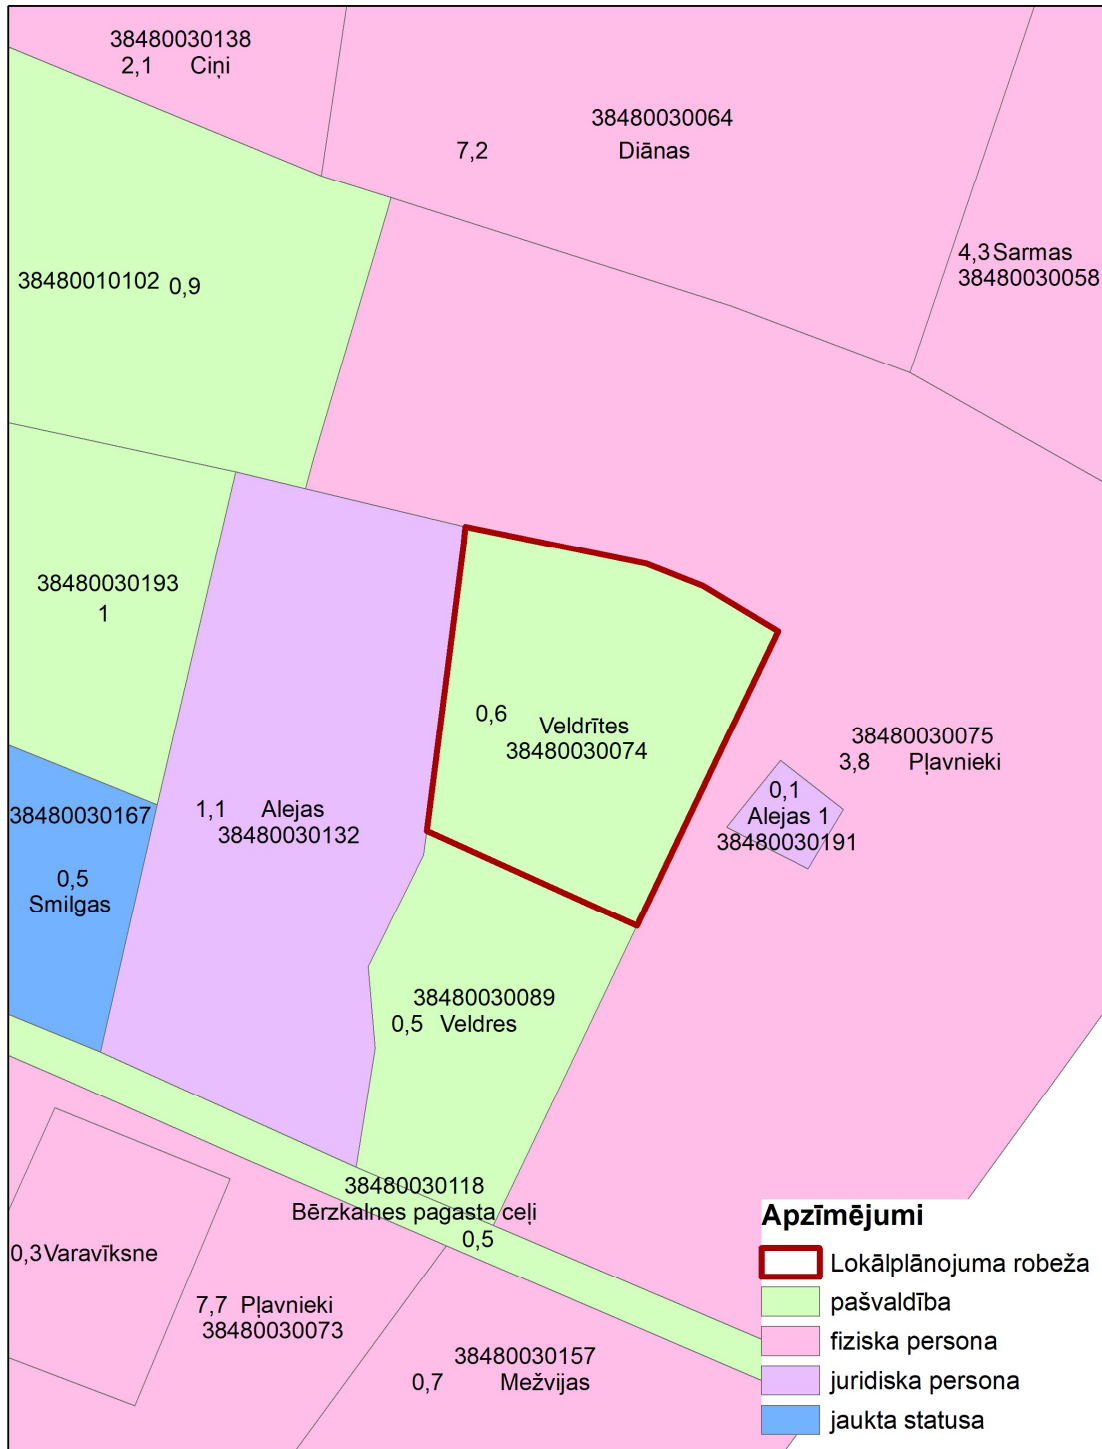 38480030138
2,1 Ciņi
38480030064
7,2 Diānas
4,3 Sarmas
38480030058
38480010102 0,9
38480030193
1
0,6 Veldrītes
38480030074
38480030075
3,8 Pļavnieki
0,1
Alejas 1
38480030191
1,1 Alejas
38480030132
38480030167
0,5
Smilgas
38480030089
0,5 Veldres
38480030118
Bērzkalnes pagasta ceļi
0,5
0,3 Varavīksne
7,7 Pļavnieki
38480030073
38480030157
0,7 Mežvijas
Apzīmējumi
Lokālplānojuma robeža
pašvaldība
fiziska persona
juridiska persona
jaukta statusa